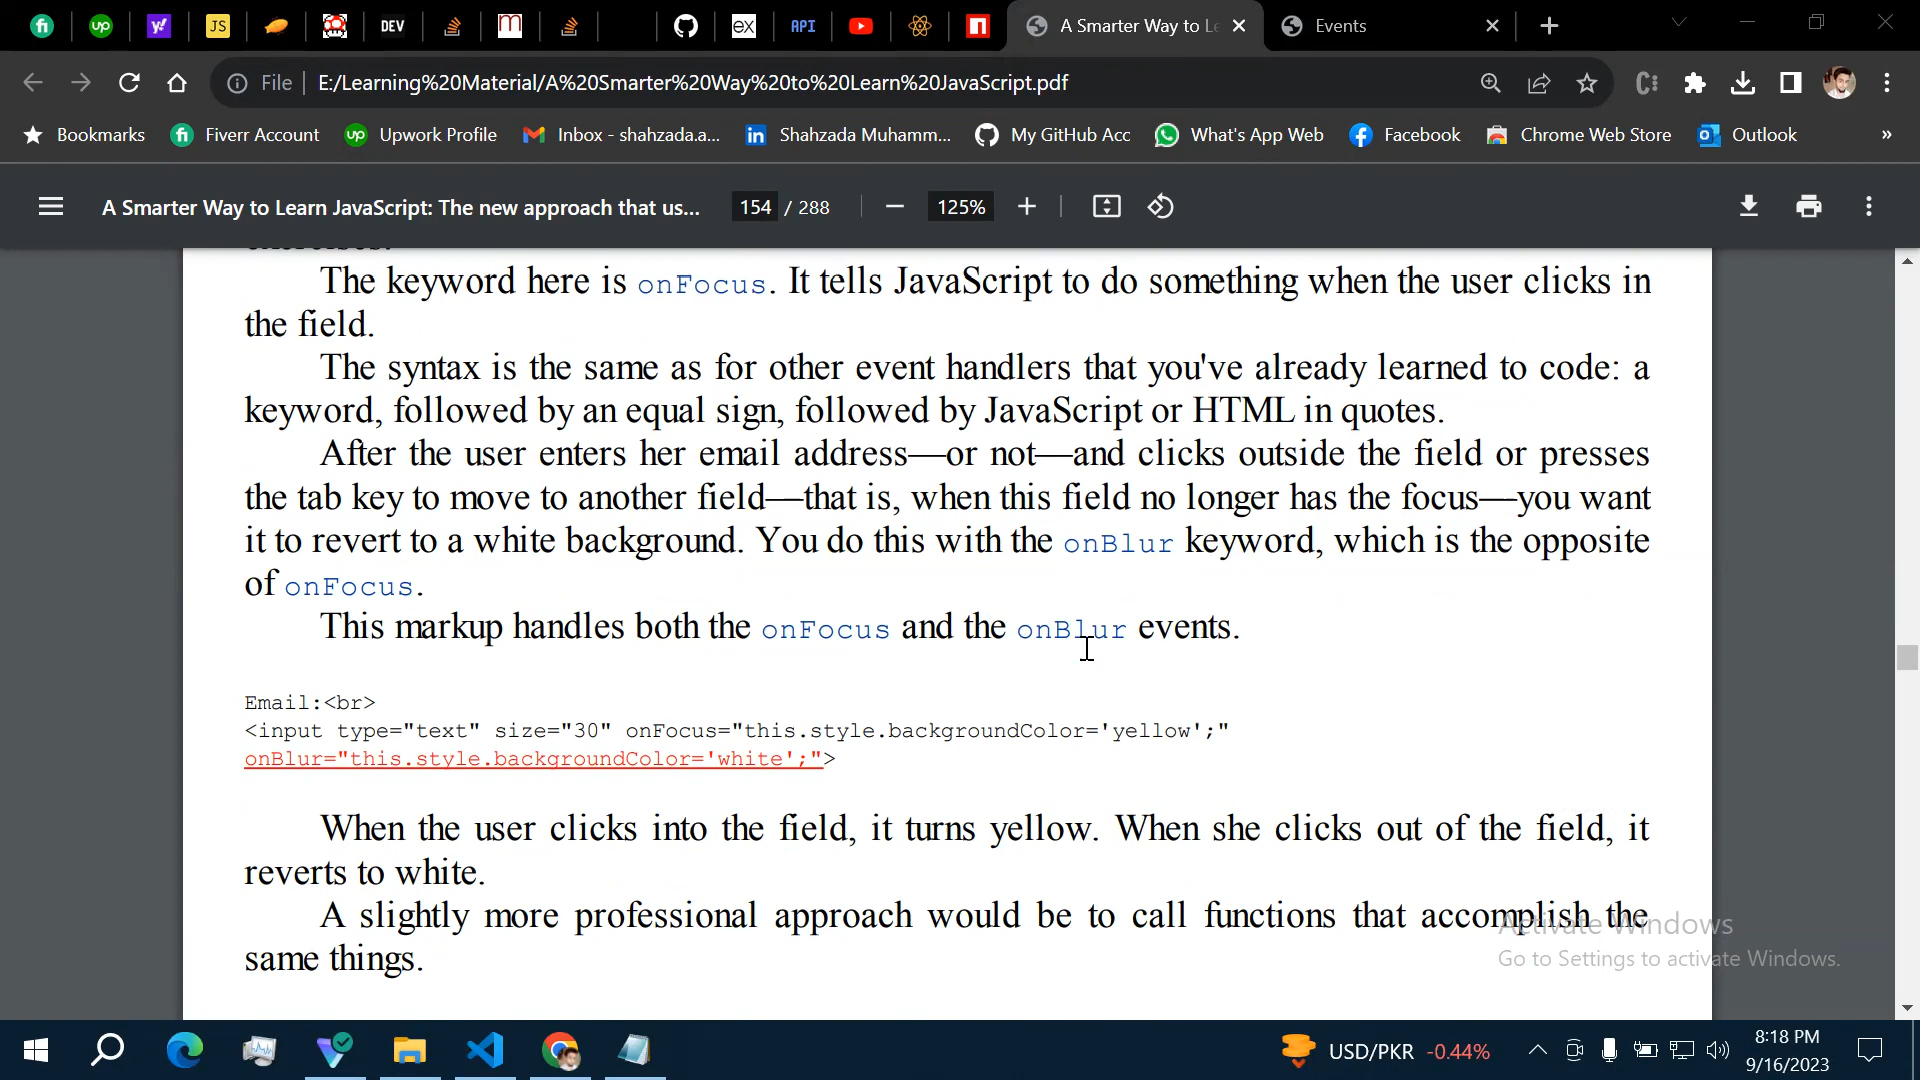 DEV
JS
ex
API
A Smarter Way to Le
Events
File
E:/Learning%20Material/A%20Smarter%20Way%20to%20Learn%20JavaScript.pdf
Bookmarks
Fiverr Account
Upwork Profile
Inbox - shahzada.a...
Shahzada Muhamm...
My GitHub Acc
What's App Web
Facebook
Chrome Web Store
Outlook
»
A Smarter Way to Learn JavaScript: The new approach that us...
154 / 288
125%
The keyword here is onFocus. It tells JavaScript to do something when the user clicks in
the field.
The syntax is the same as for other event handlers that you've already learned to code: a
keyword, followed by an equal sign, followed by JavaScript or HTML in quotes.
After the user enters her email address—or not—and clicks outside the field or presses
the tab key to move to another field—that is, when this field no longer has the focus—you want
it to revert to a white background. You do this with the onBlur keyword, which is the opposite
of onFocus.
This markup handles both the onFocus and the onBlur events.
Email:<br>
<input type="text" size="30" onFocus="this.style.backgroundColor='yellow';"
onBlur="this.style.backgroundColor='white';">
When the user clicks into the field, it turns yellow. When she clicks out of the field, it
reverts to white.
A slightly more professional approach would be to call functions that accomplish the
same things.
Activate Windows
Go to Settings to activate Windows.
USD/PKR -0.44%
8:18 PM
9/16/2023